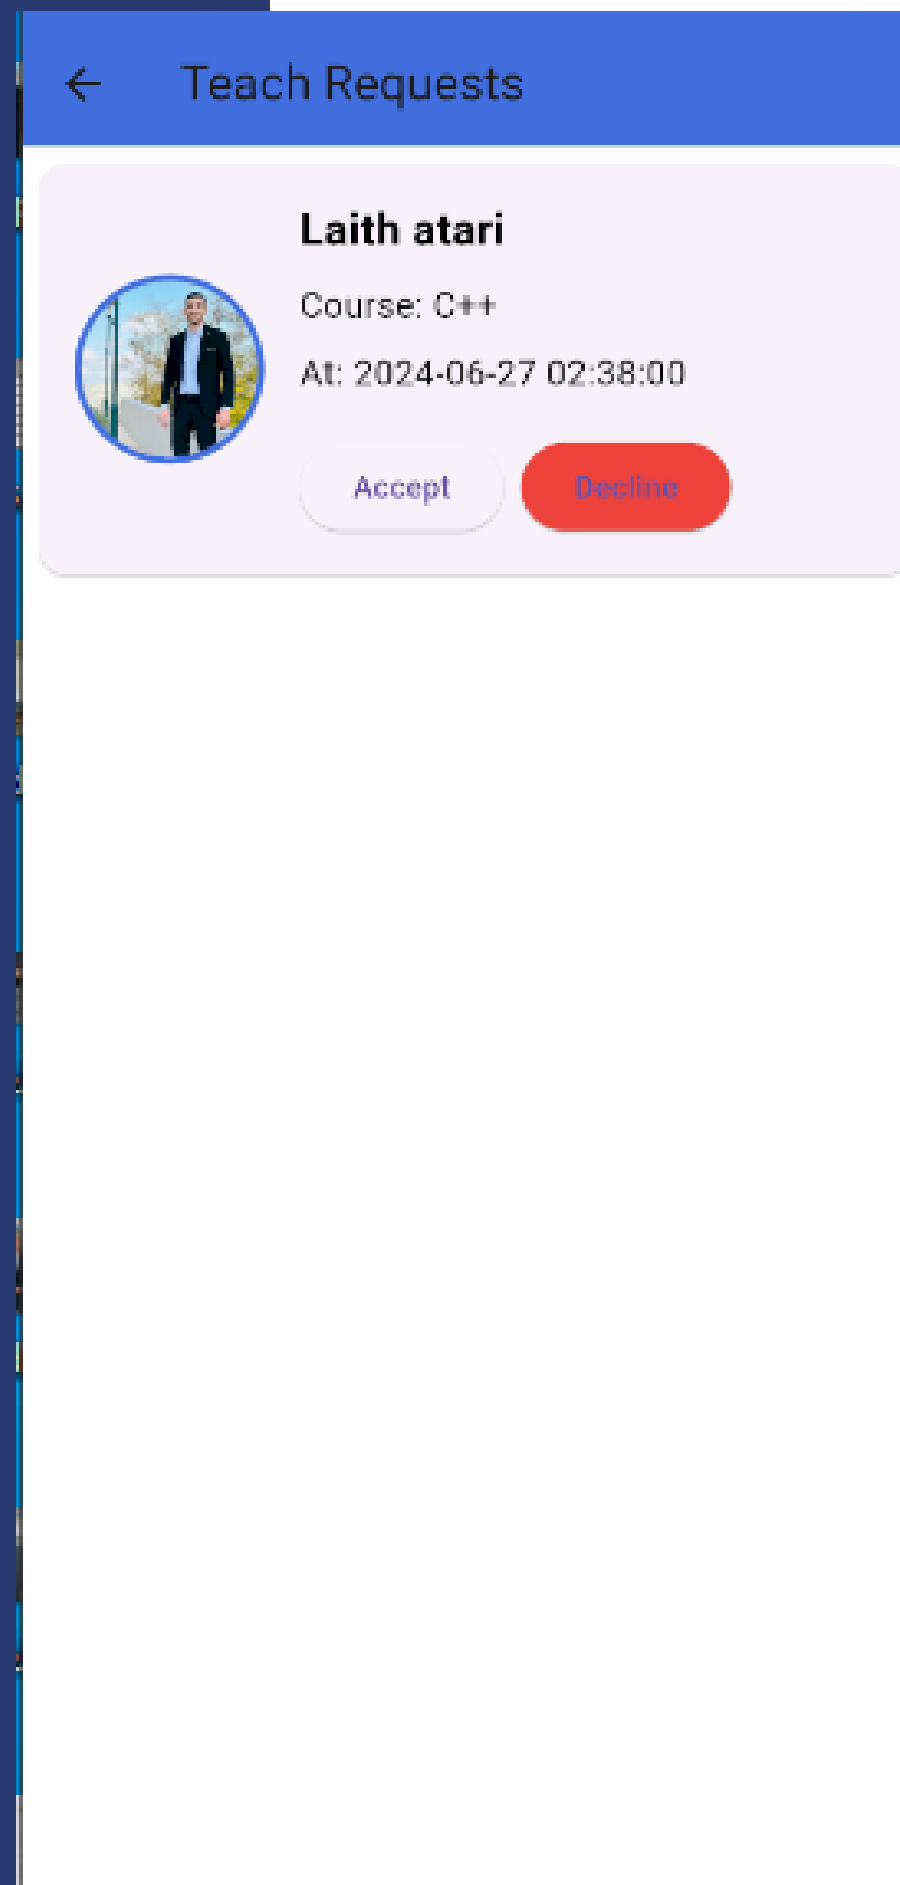 Teach Requests
Laith atari
Course: C++
At: 2024-06-27 02:38:00
Accept
Decline